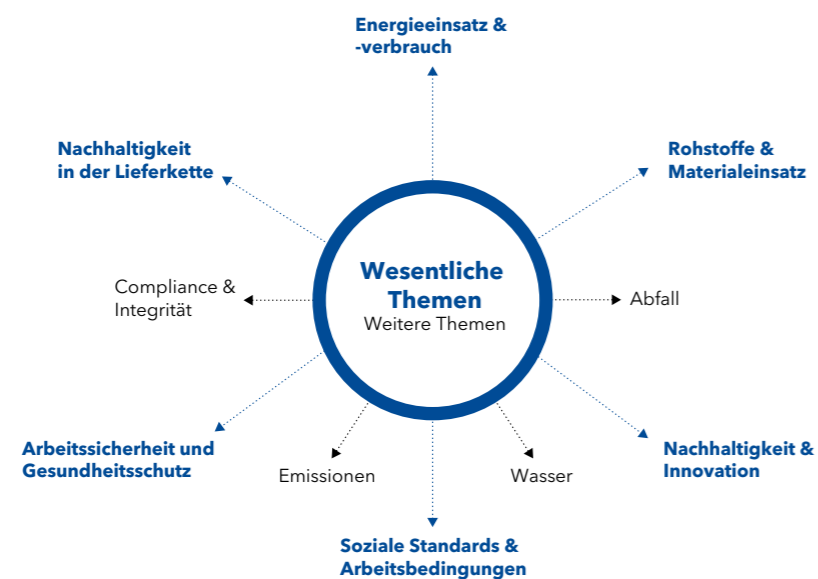 Energieeinsatz &
-verbrauch
Nachhaltigkeit
in der Lieferkette
Rohstoffe &
Materialeinsatz
Wesentliche
Themen
Weitere Themen
Compliance &
Integrität
Abfall
Arbeitssicherheit und
Gesundheitsschutz
Emissionen
Wasser
Nachhaltigkeit &
Innovation
Soziale Standards &
Arbeitsbedingungen